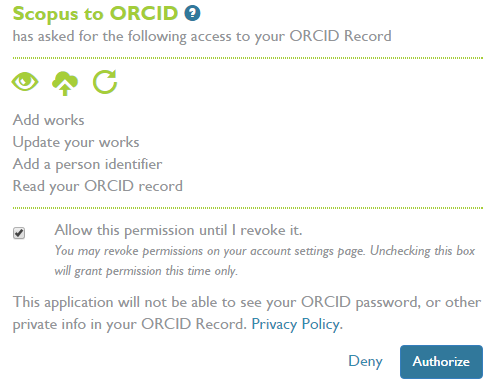 Scopus to ORCID ?
has asked for the following access to your ORCID Record
Add works
Update your works
Add a person identifier
Read your ORCID record
Allow this permission until I revoke it.
You may revoke permissions on your account settings page. Unchecking this box
will grant permission this time only.
This application will not be able to see your ORCID password, or other
private info in your ORCID Record. Privacy Policy.
Deny Authorize